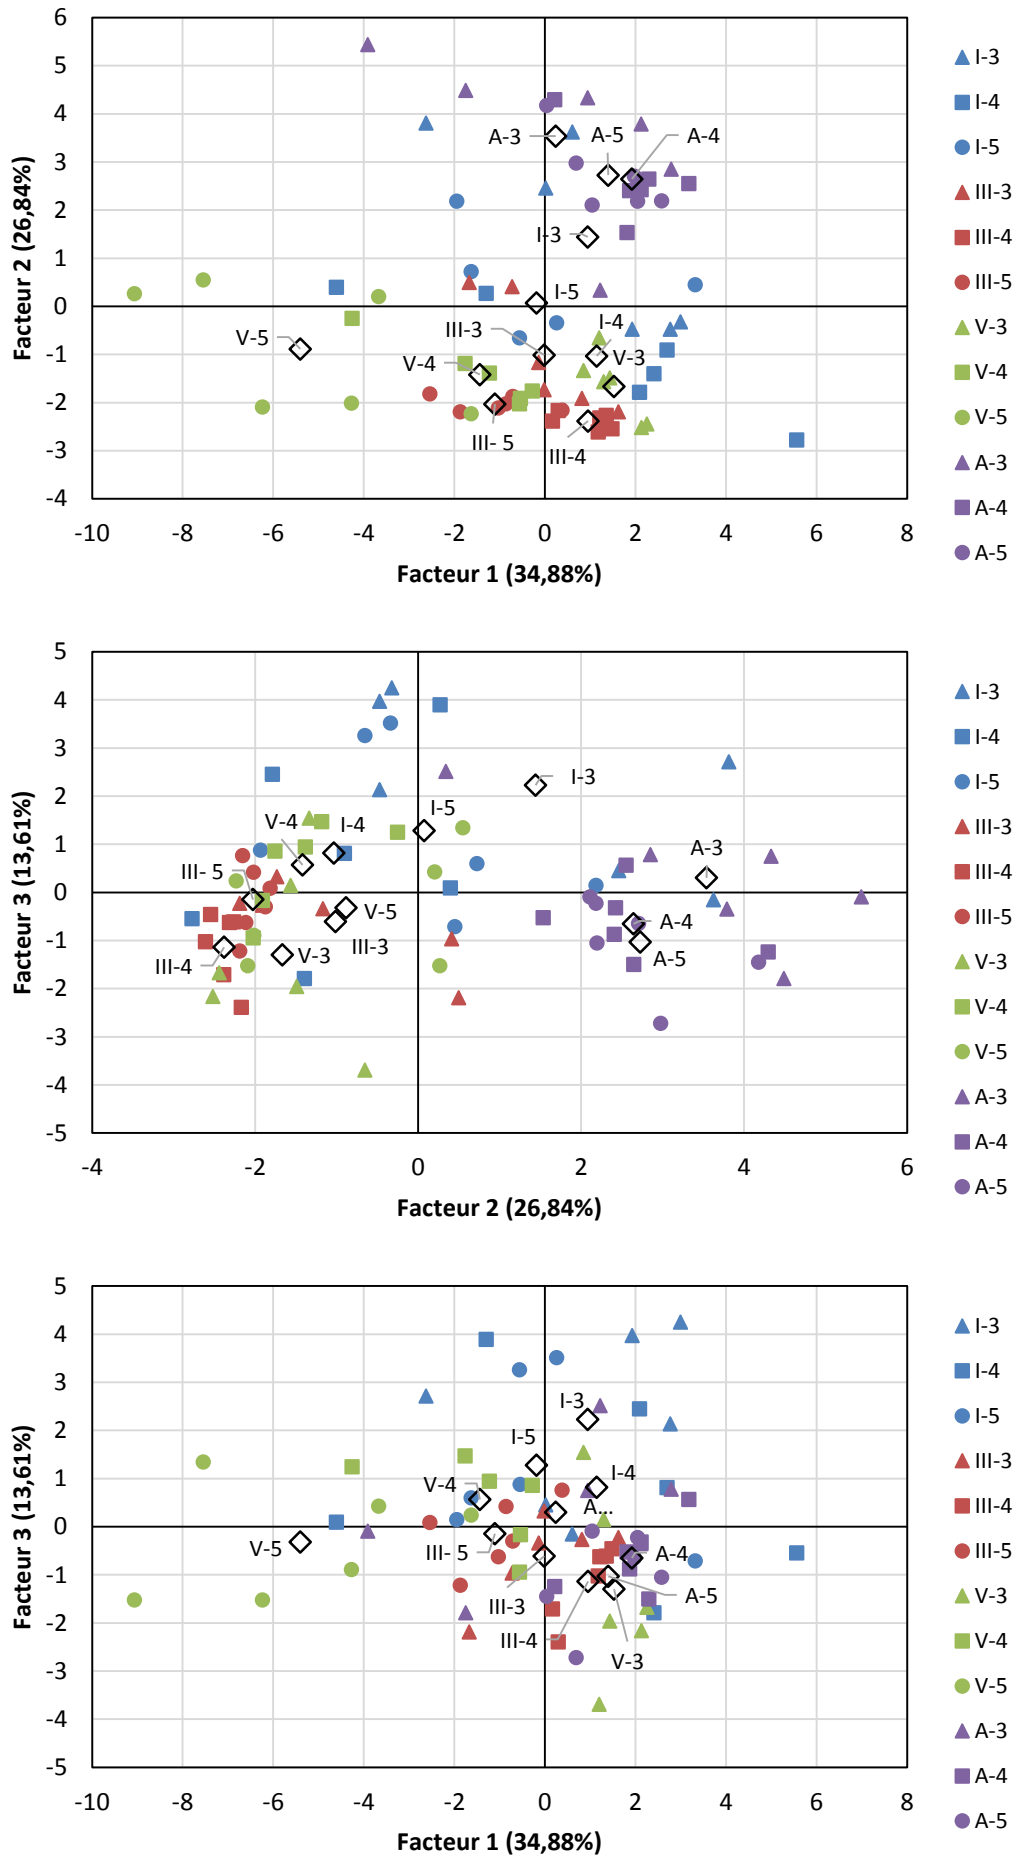 6
5
4
3
2
1
0
-1
-2
-3
-4
-10
-8
-6
-4
-2
0
2
4
6
8
Facteur 1 (34,88%)
Facteur 2 (26,84%)
A-3
A-5
A-4
I-3
I-5
III-3
I-4
V-5
V-4
V-3
III- 5
III-4
I-3
I-4
I-5
III-3
III-4
III-5
V-3
V-4
V-5
A-3
A-4
A-5
5
4
3
2
1
0
-1
-2
-3
-4
-5
-4
-2
0
2
4
6
Facteur 2 (26,84%)
Facteur 3 (13,61%)
I-3
I-5
V-4
I-4
A-3
III- 5
V-5
A-4
III-3
A-5
III-4
V-3
I-3
I-4
I-5
III-3
III-4
III-5
V-3
V-4
V-5
A-3
A-4
A-5
5
4
3
2
1
0
-1
-2
-3
-4
-5
-10
-8
-6
-4
-2
0
2
4
6
8
Facteur 1 (34,88%)
Facteur 3 (13,61%)
I-3
I-5
I-4
V-4
A...
V-5
III- 5
A-4
A-5
III-3
III-4
V-3
I-3
I-4
I-5
III-3
III-4
III-5
V-3
V-4
V-5
A-3
A-4
A-5